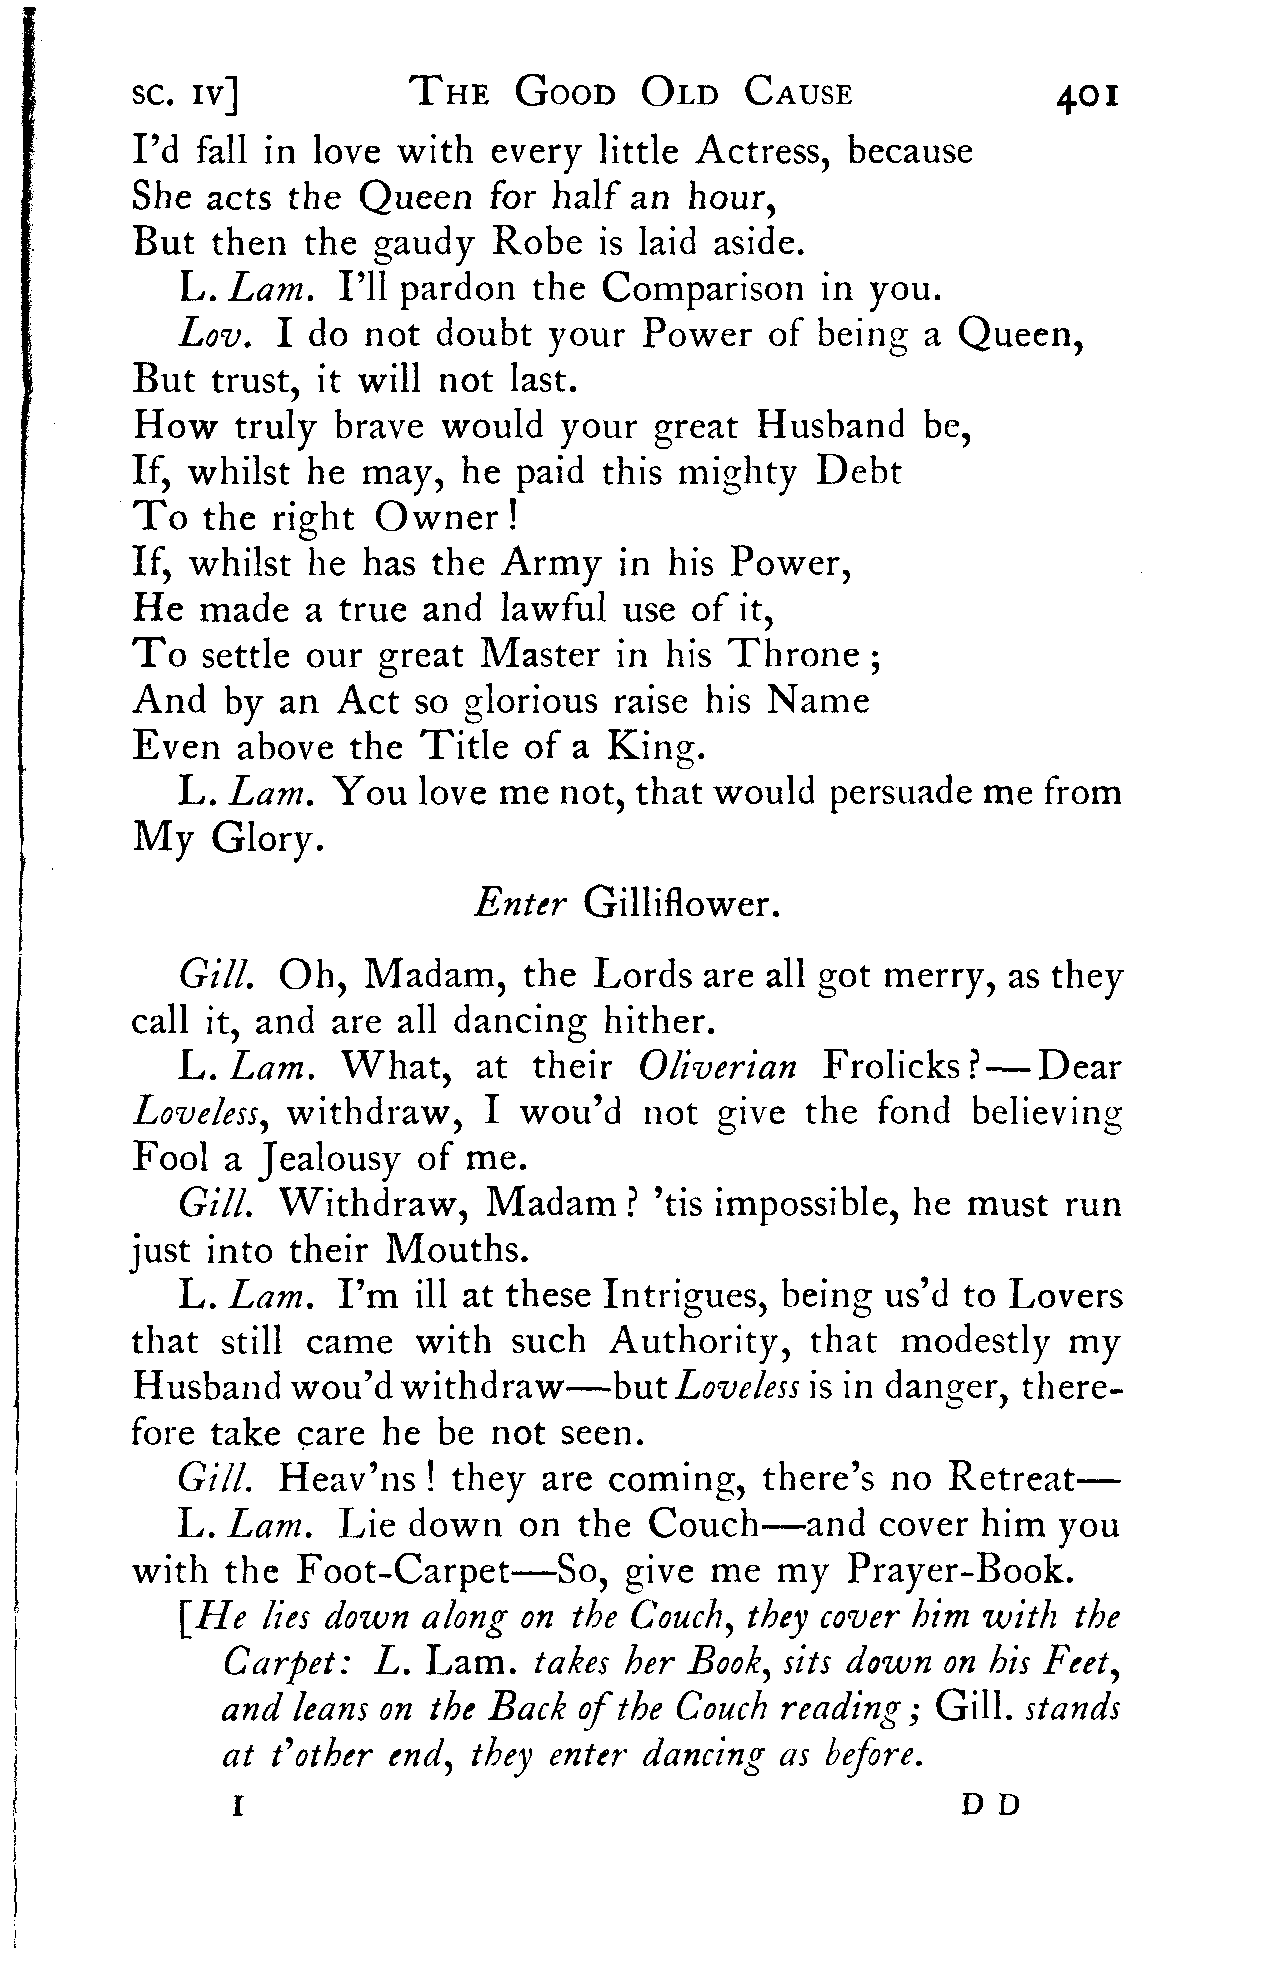 SC. IV] THE GOOD OLD CAUSE 401
I'd fall in love with every little Actress, because
She acts the Queen for half an hour,
But then the gaudy Robe is laid aside.
L. Lam. I'll pardon the Comparison in you.
Lov. I do not doubt your Power of being a Queen,
But trust, it will not last.
How truly brave would your great Husband be,
If, whilst he may, he paid this mighty Debt
To the right Owner!
If, whilst he has the Army in his Power,
He made a true and lawful use of it,
To settle our great Master in his Throne;
And by an Act so glorious raise his Name
Even above the Title of a King.
L. Lam. You love me not, that would persuade me from
My Glory.
Enter Gilliflower.
Gill. Oh, Madam, the Lords are all got merry, as they
call it, and are all dancing hither.
L. Lam. What, at their Oliverian Frolicks?—Dear
Loveless, withdraw, I wou'd not give the fond believing
Fool a Jealousy of me.
Gill. Withdraw, Madam? 'tis impossible, he must run
just into their Mouths.
L. Lam. I'm ill at these Intrigues, being us'd to Lovers
that still came with such Authority, that modestly my
Husband wou'd withdraw—but Loveless is in danger, there-
fore take care he be not seen.
Gill. Heav'ns! they are coming, there's no Retreat—
L. Lam. Lie down on the Couch—and cover him you
with the Foot-Carpet—So, give me my Prayer-Book.
[He lies down along on the Couch, they cover him with the
Carpet: L. Lam. takes her Book, sits down on his Feet,
and leans on the Back of the Couch reading; Gill. stands
at t'other end, they enter dancing as before.
I D D